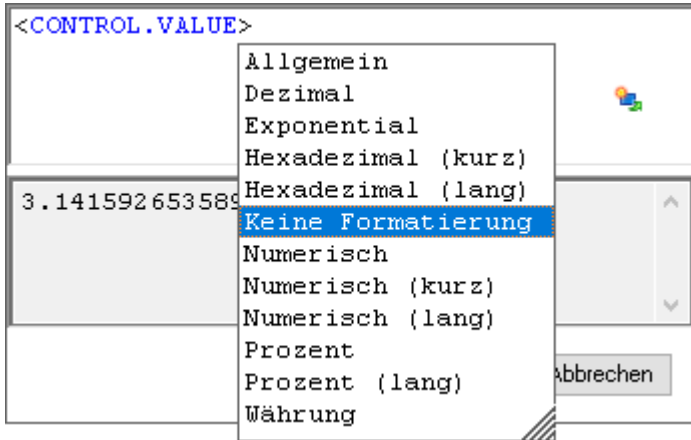 <CONTROL.VALUE>
Allgemein
Dezimal
Exponential
Hexadezimal (kurz)
Hexadezimal (lang)
3.141592653589
Keine Formatierung
Numerisch
Numerisch (kurz)
Numerisch (lang)
Prozent
Prozent (lang)
Abbrechen
Währung